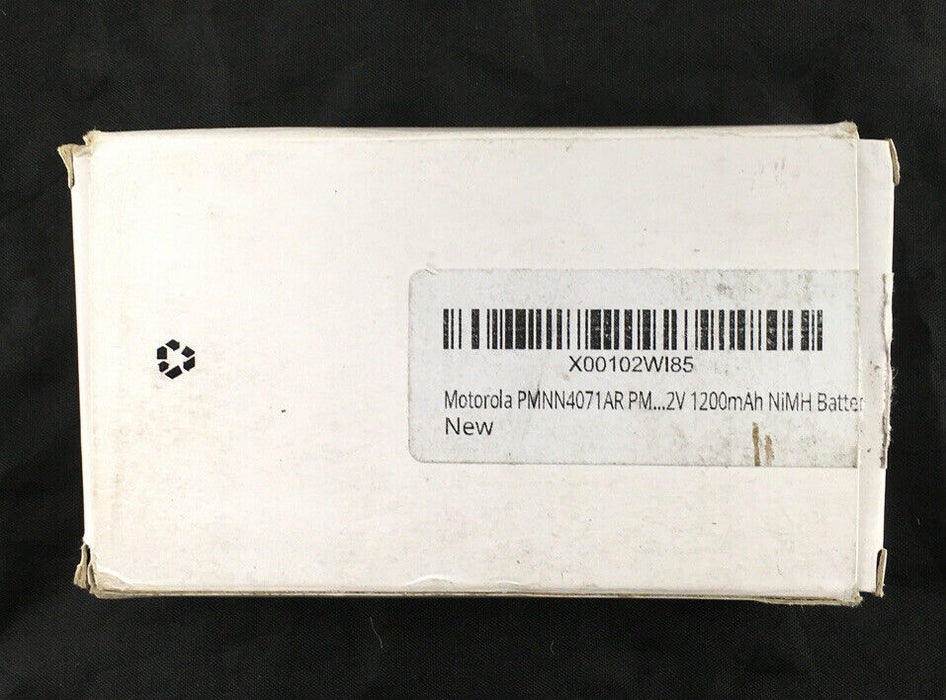 X00102WI85
Motorola PMNN4071AR PM...2V 1200mAh NiMH Batter
New